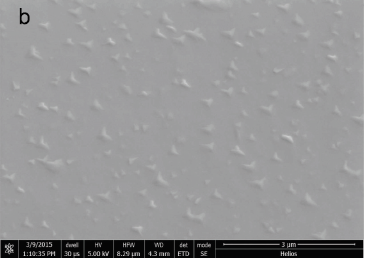 b
3/9/2015 dwell HV HFW WD det mode 3 µm
1:10:35 PM 30 µs 5.00 kV 8.29 µm 4.3 mm ETD SE Helios